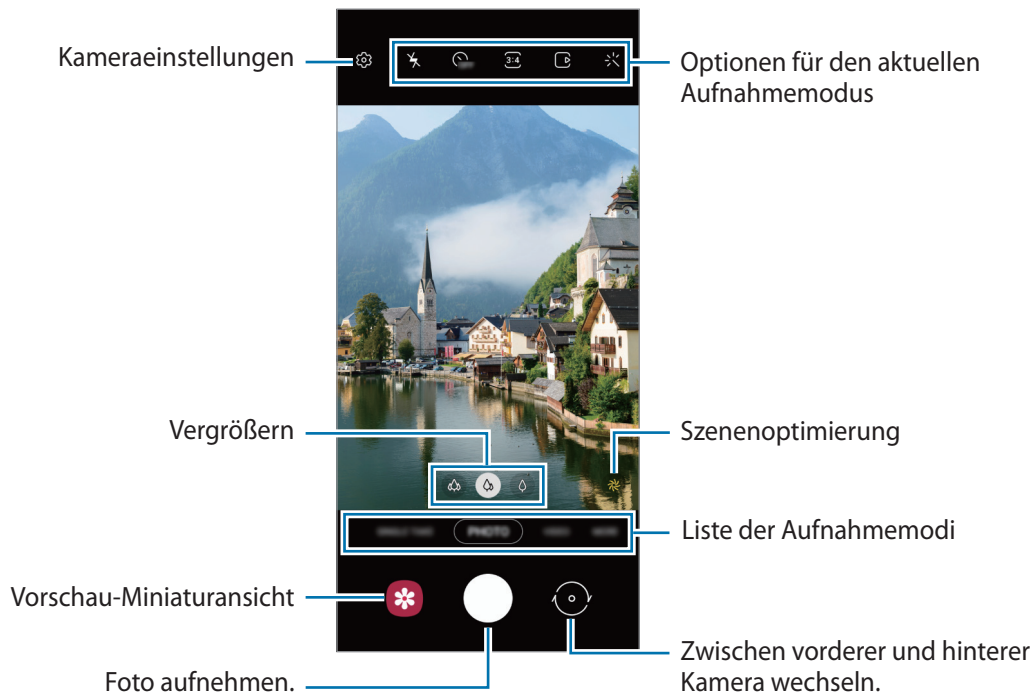 Kameraeinstellungen
3:4
Optionen für den aktuellen
Aufnahmemodus
Vergrößern
Szenenoptimierung
PHOTO
Liste der Aufnahmemodi
Vorschau-Miniaturansicht
Foto aufnehmen.
Zwischen vorderer und hinterer
Kamera wechseln.